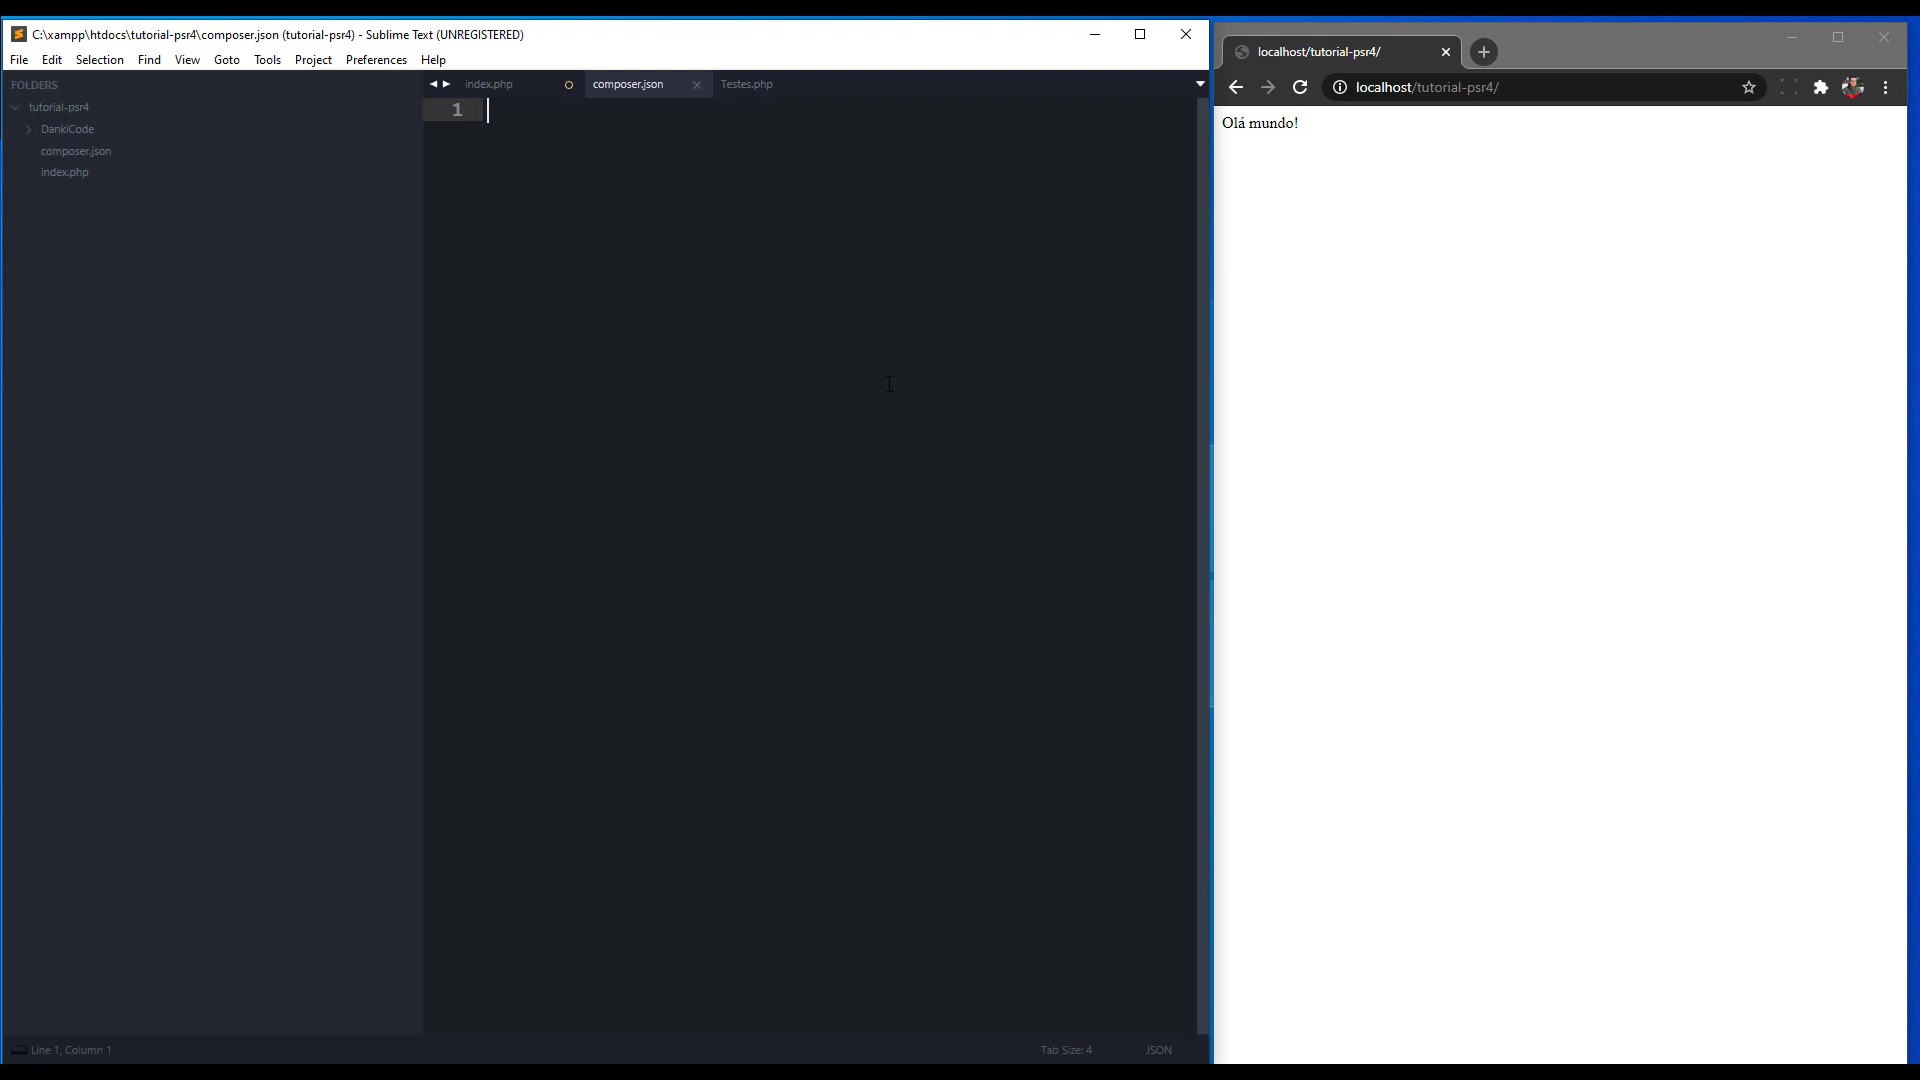 C:\xampp\htdocs\tutorial-psr4\composer.json (tutorial-psr4) - Sublime Text (UNREGISTERED)
File Edit Selection Find View Goto Tools Project Preferences Help
FOLDERS
tutorial-psr4
DankiCode
composer.json
index.php
index.php composer.json Testes.php
1
Line 1, Column 1 Tab Size: 4 JSON
localhost/tutorial-psr4/
localhost/tutorial-psr4/
Olá mundo!